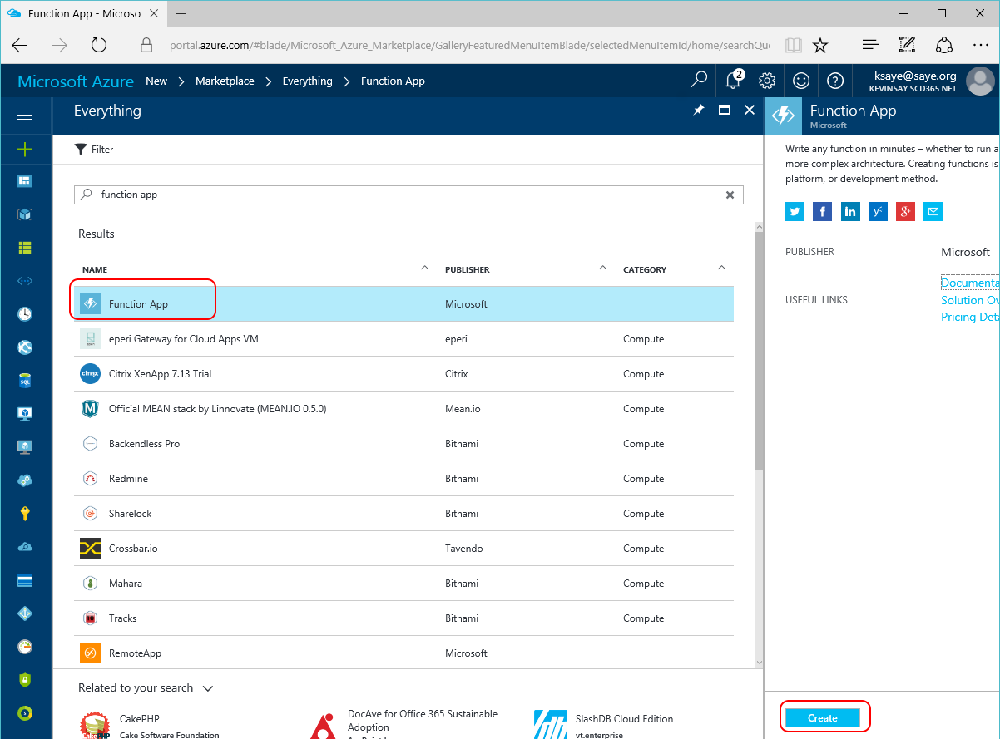 Function App - Microso
portal.azure.com/#blade/Microsoft_Azure_Marketplace/GalleryFeaturedMenuItemBlade/selectedMenuItemId/home/searchQue
Microsoft Azure New > Marketplace > Everything > Function App
2
ksaye@saye.org
KEVINSAY.SCD365.NET
Everything
Filter
function app
Results
NAME PUBLISHER CATEGORY
Function App Microsoft
eperi Gateway for Cloud Apps VM eperi Compute
Citrix XenApp 7.13 Trial Citrix Compute
Official MEAN stack by Linnovate (MEAN.IO 0.5.0) Mean.io Compute
Backendless Pro Bitnami Compute
Redmine Bitnami Compute
Sharelock Bitnami Compute
Crossbar.io Tavendo Compute
Mahara Bitnami Compute
Tracks Bitnami Compute
RemoteApp Microsoft
Related to your search
CakePHP
Cake Software Foundation
DocAve for Office 365 Sustainable
Adoption
SlashDB Cloud Edition
vt.enterprise
Function App
Microsoft
Write any function in minutes – whether to run a
more complex architecture. Creating functions is
platform, or development method.
PUBLISHER Microsoft
USEFUL LINKS
Documenta
Solution Ov
Pricing Deta
Create